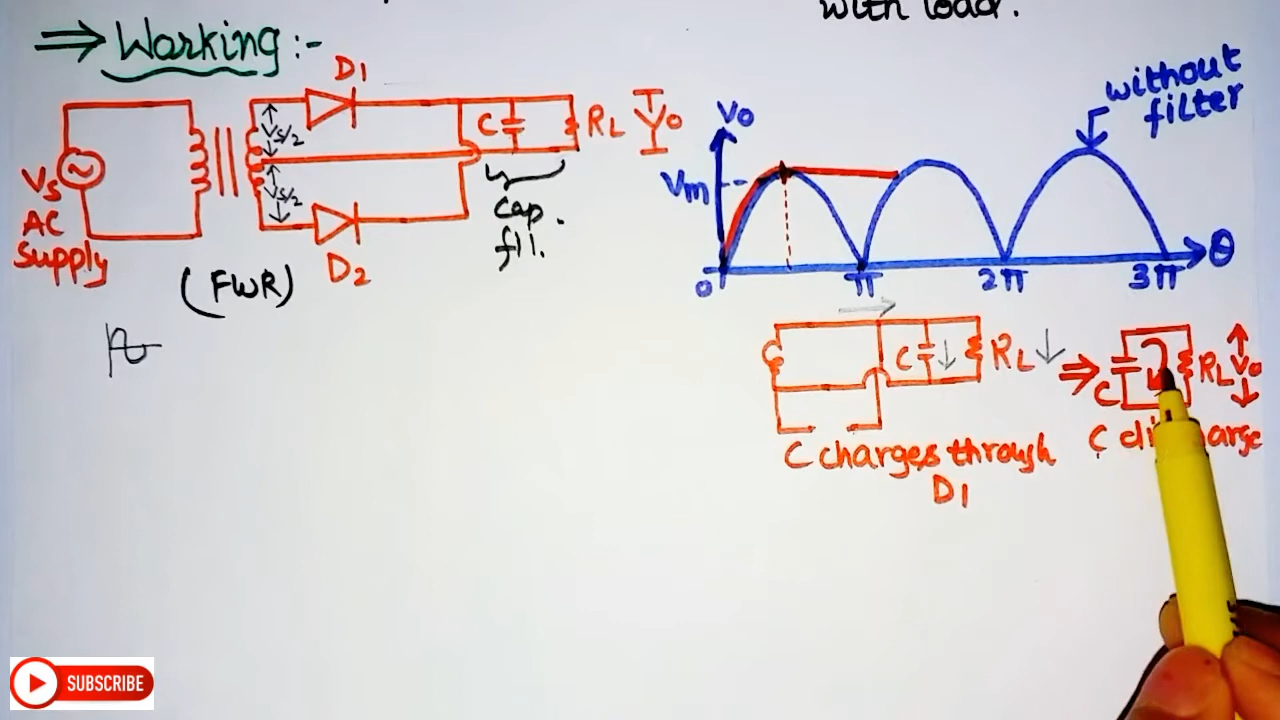 with load.
⇒ Working :-
D1
Vs/2
Vs/2
C
RL
Vo
Vs
AC
Supply
D2
cap.
fil.
(FWR)
without
filter
Vo
Vm
0
π
2π
3π
θ
C
RL
C charges through
D1
⇒
C
RL
Vo
SUBSCRIBE